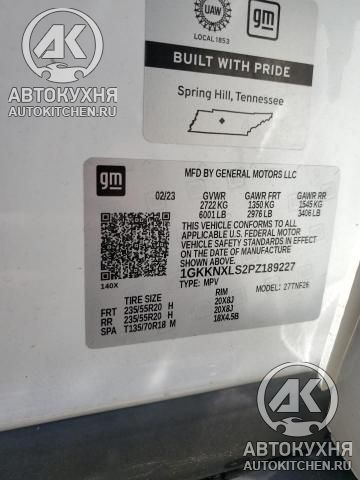 UAW
LOCAL 1853
gm
BUILT WITH PRIDE
Spring Hill, Tennessee
АК
АВТОКУХНЯ
AUTOKITCHEN.RU
АК
АВТОКУХНЯ
AUTOKITCHEN.RU
gm
MFD BY GENERAL MOTORS LLC
02/23 GVWR GAWR FRT GAWR RR
2722 KG 1350 KG 1545 KG
6001 LB 2976 LB 3406 LB
THIS VEHICLE CONFORMS TO ALL
APPLICABLE U.S. FEDERAL MOTOR
VEHICLE SAFETY STANDARDS IN EFFECT
ON THE DATE OF MANUFACTURE SHOWN ABOVE.
1GKKNXLS2PZ189227
140X TYPE: MPV MODEL: 27TNF26
TIRE SIZE RIM
FRT 235/55R20 H 20X8J
RR 235/55R20 H 20X8J
SPA T135/70R18 M 18X4.5B
АК
АВТОКУХНЯ
AUTOKITCHEN.RU